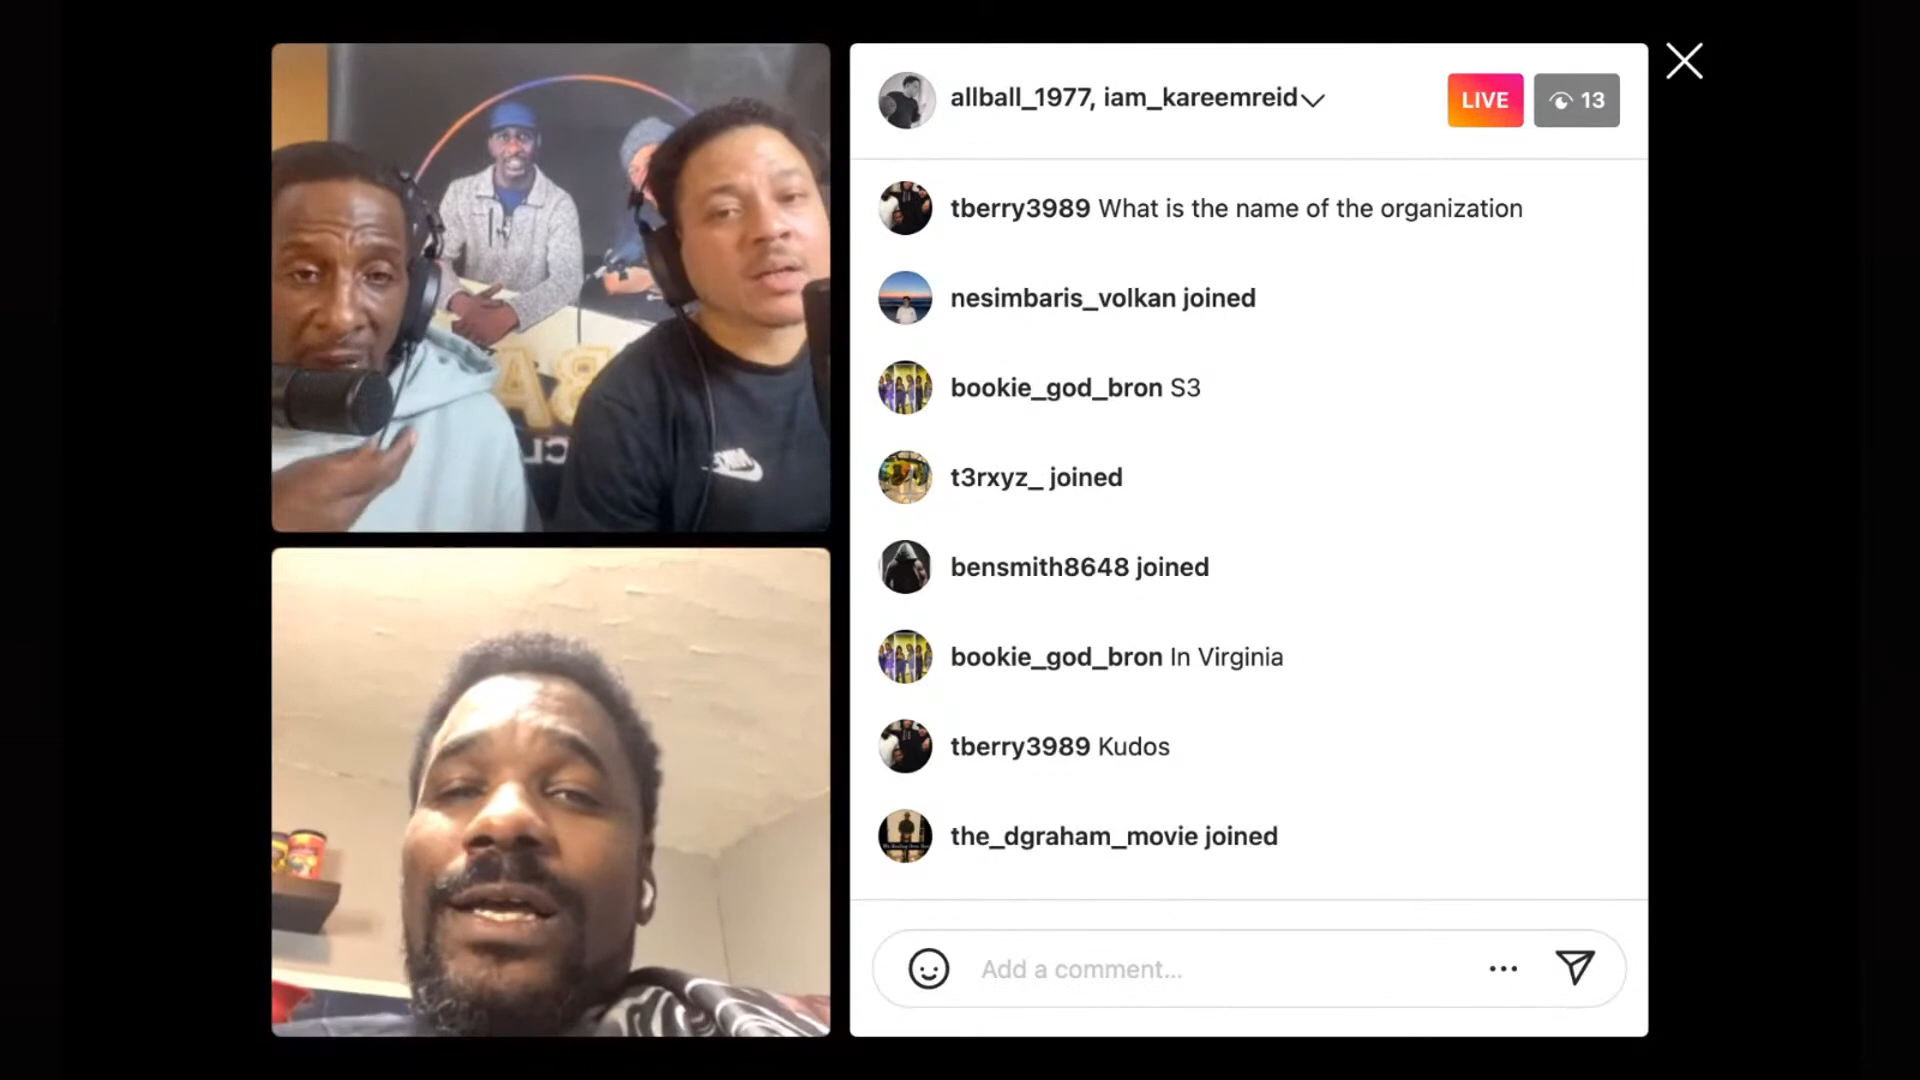 allball_1977, iam_kareemreid
LIVE
13
tberry3989 What is the name of the organization
nesimbaris_volkan joined
bookie_god_bron S3
t3rxyz_ joined
bensmith8648 joined
bookie_god_bron In Virginia
tberry3989 Kudos
the_dgraham_movie joined
Add a comment...